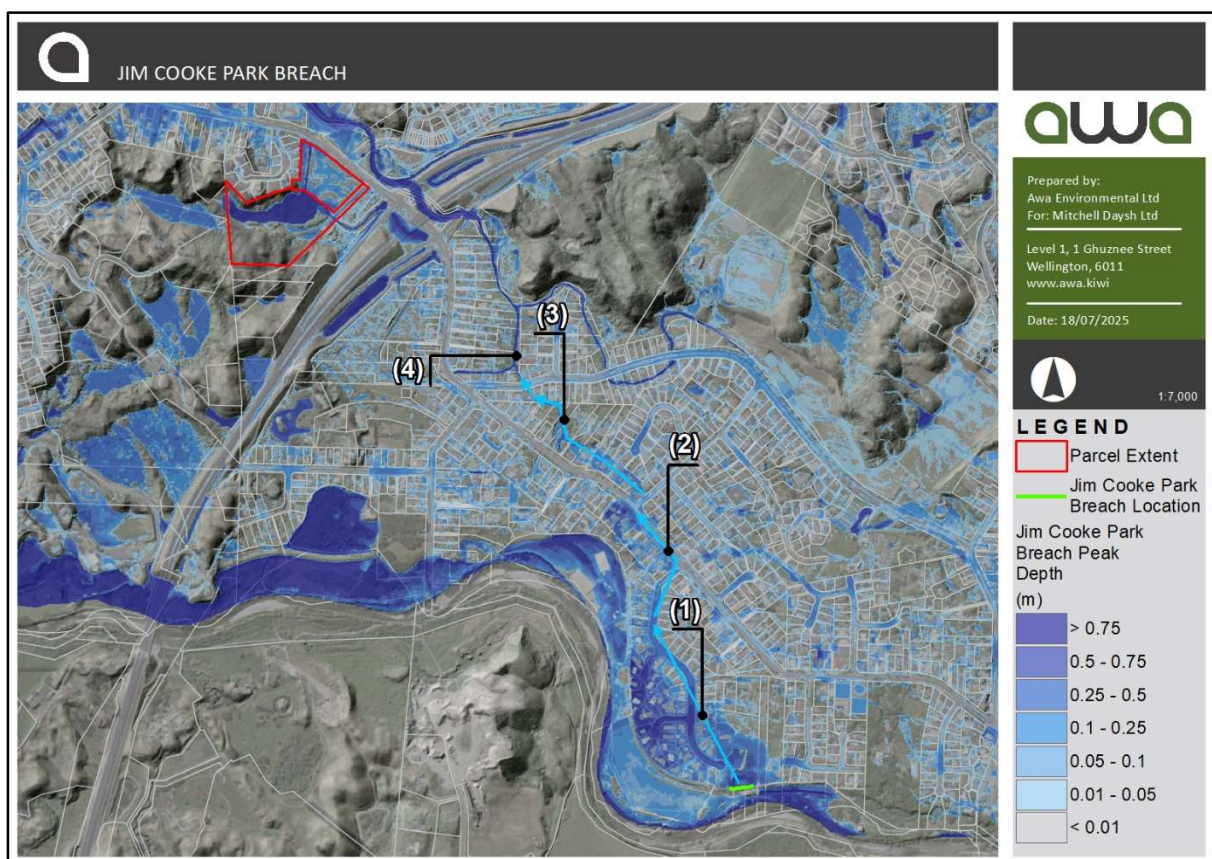 JIM COOKE PARK BREACH
awa
Prepared by:
Awa Environmental Ltd
For: Mitchell Daysh Ltd
Level 1, 1 Ghuznee Street
Wellington, 6011
www.awa.kiwi
Date: 18/07/2025
1:7,000
LEGEND
Parcel Extent
Jim Cooke Park
Breach Location
Jim Cooke Park
Breach Peak
Depth
(m)
> 0.75
0.5 - 0.75
0.25 - 0.5
0.1 - 0.25
0.05 - 0.1
0.01 - 0.05
< 0.01
(3)
(4)
(2)
(1)